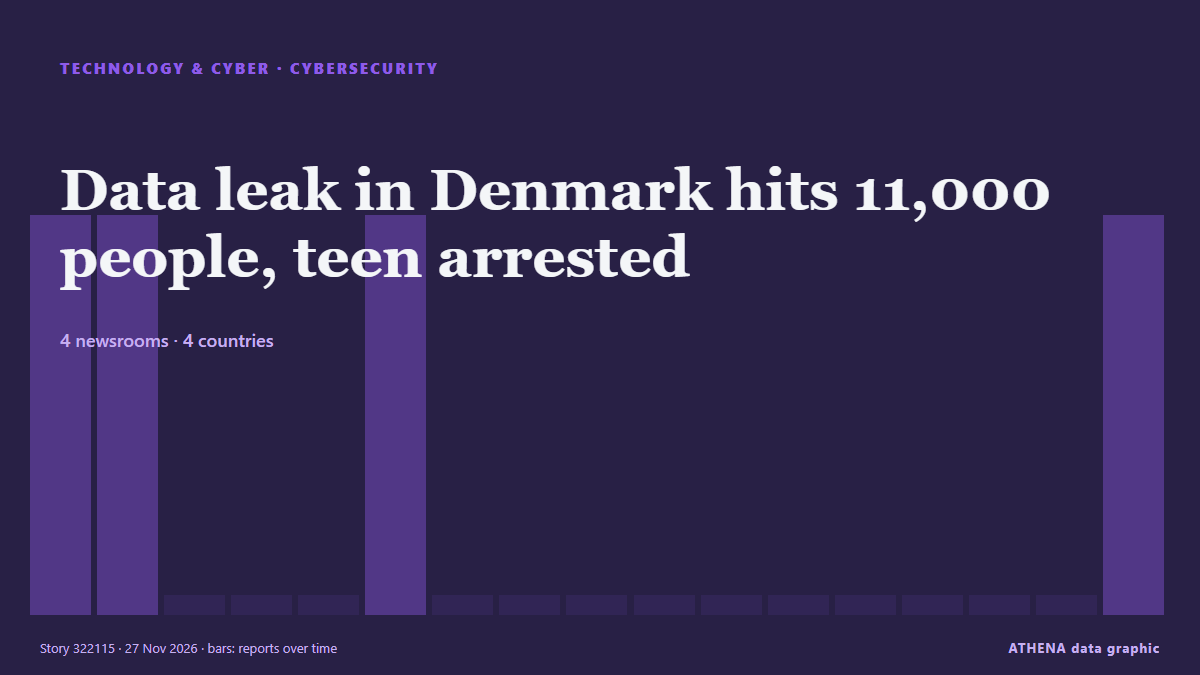 TECHNOLOGY & CYBER · CYBERSECURITY
Data leak in Denmark hits 11,000
people, teen arrested
4 newsrooms · 4 countries
Story 322115 · 27 Nov 2026 · bars: reports over time
ATHENA data graphic